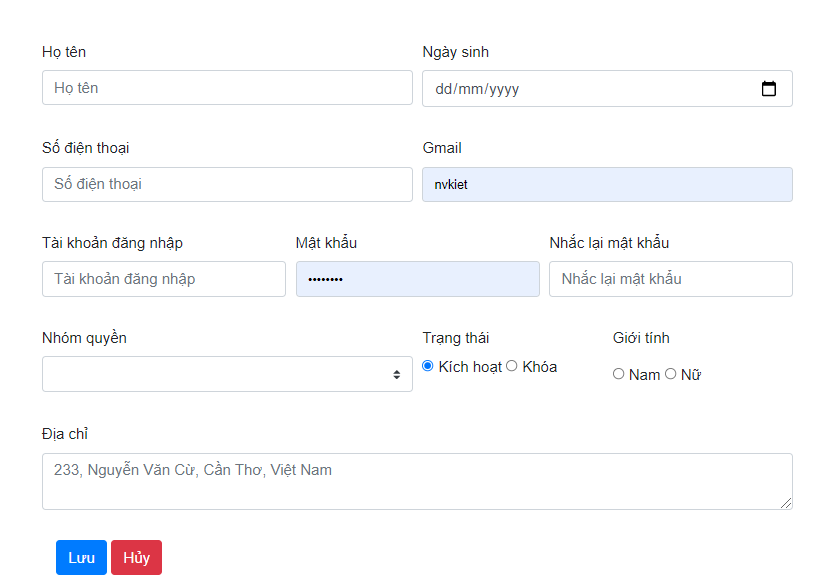 Họ tên Ngày sinh
Họ tên dd/mm/yyyy
Số điện thoại Gmail
Số điện thoại nvkiet
Tài khoản đăng nhập Mật khẩu Nhắc lại mật khẩu
Tài khoản đăng nhập •••••••• Nhắc lại mật khẩu
Nhóm quyền Trạng thái Giới tính
Kích hoạt Khóa Nam Nữ
Địa chỉ
233, Nguyễn Văn Cừ, Cần Thơ, Việt Nam
Lưu Hủy